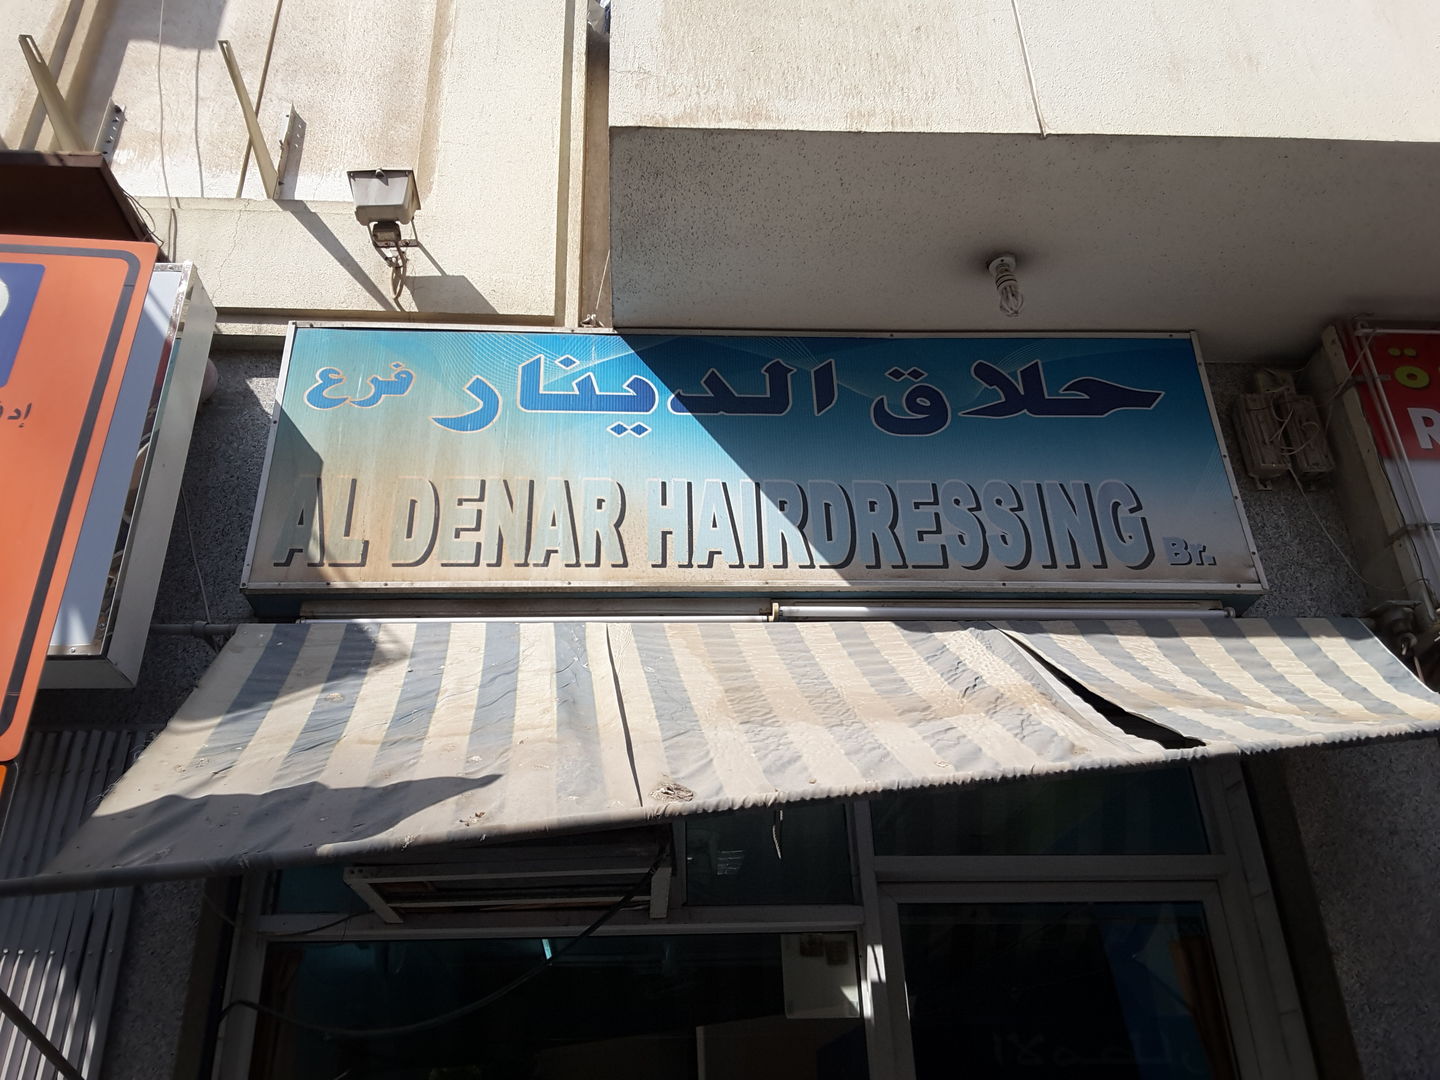 حلاق الدينار فرع
AL DENAR HAIRDRESSING Br.